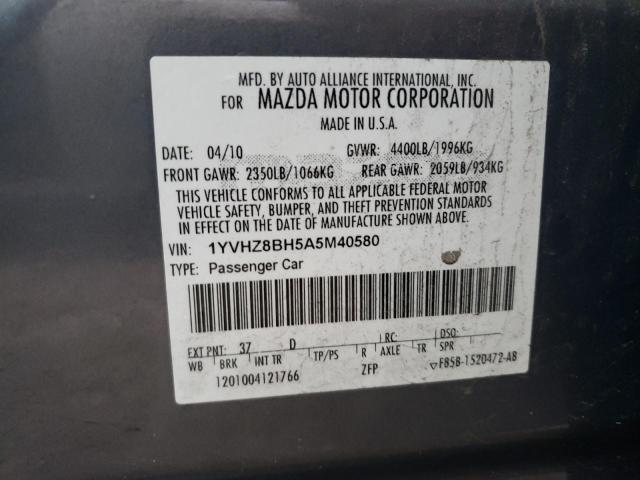 MFD. BY AUTO ALLIANCE INTERNATIONAL, INC.
FOR MAZDA MOTOR CORPORATION
MADE IN U.S.A.
DATE: 04/10 GVWR: 4400LB/1996KG
FRONT GAWR: 2350LB/1066KG REAR GAWR: 2059LB/934KG
THIS VEHICLE CONFORMS TO ALL APPLICABLE FEDERAL MOTOR
VEHICLE SAFETY, BUMPER, AND THEFT PREVENTION STANDARDS
IN EFFECT ON THE DATE OF MANUFACTURE SHOWN ABOVE.
VIN: 1YVHZ8BH5A5M40580
TYPE: Passenger Car
EXT PNT: 37 D RC: DSO:
WB BRK INT TR TP/PS R AXLE TR SPR
1201004121766 ZFP ▽F85B-1520472-AB